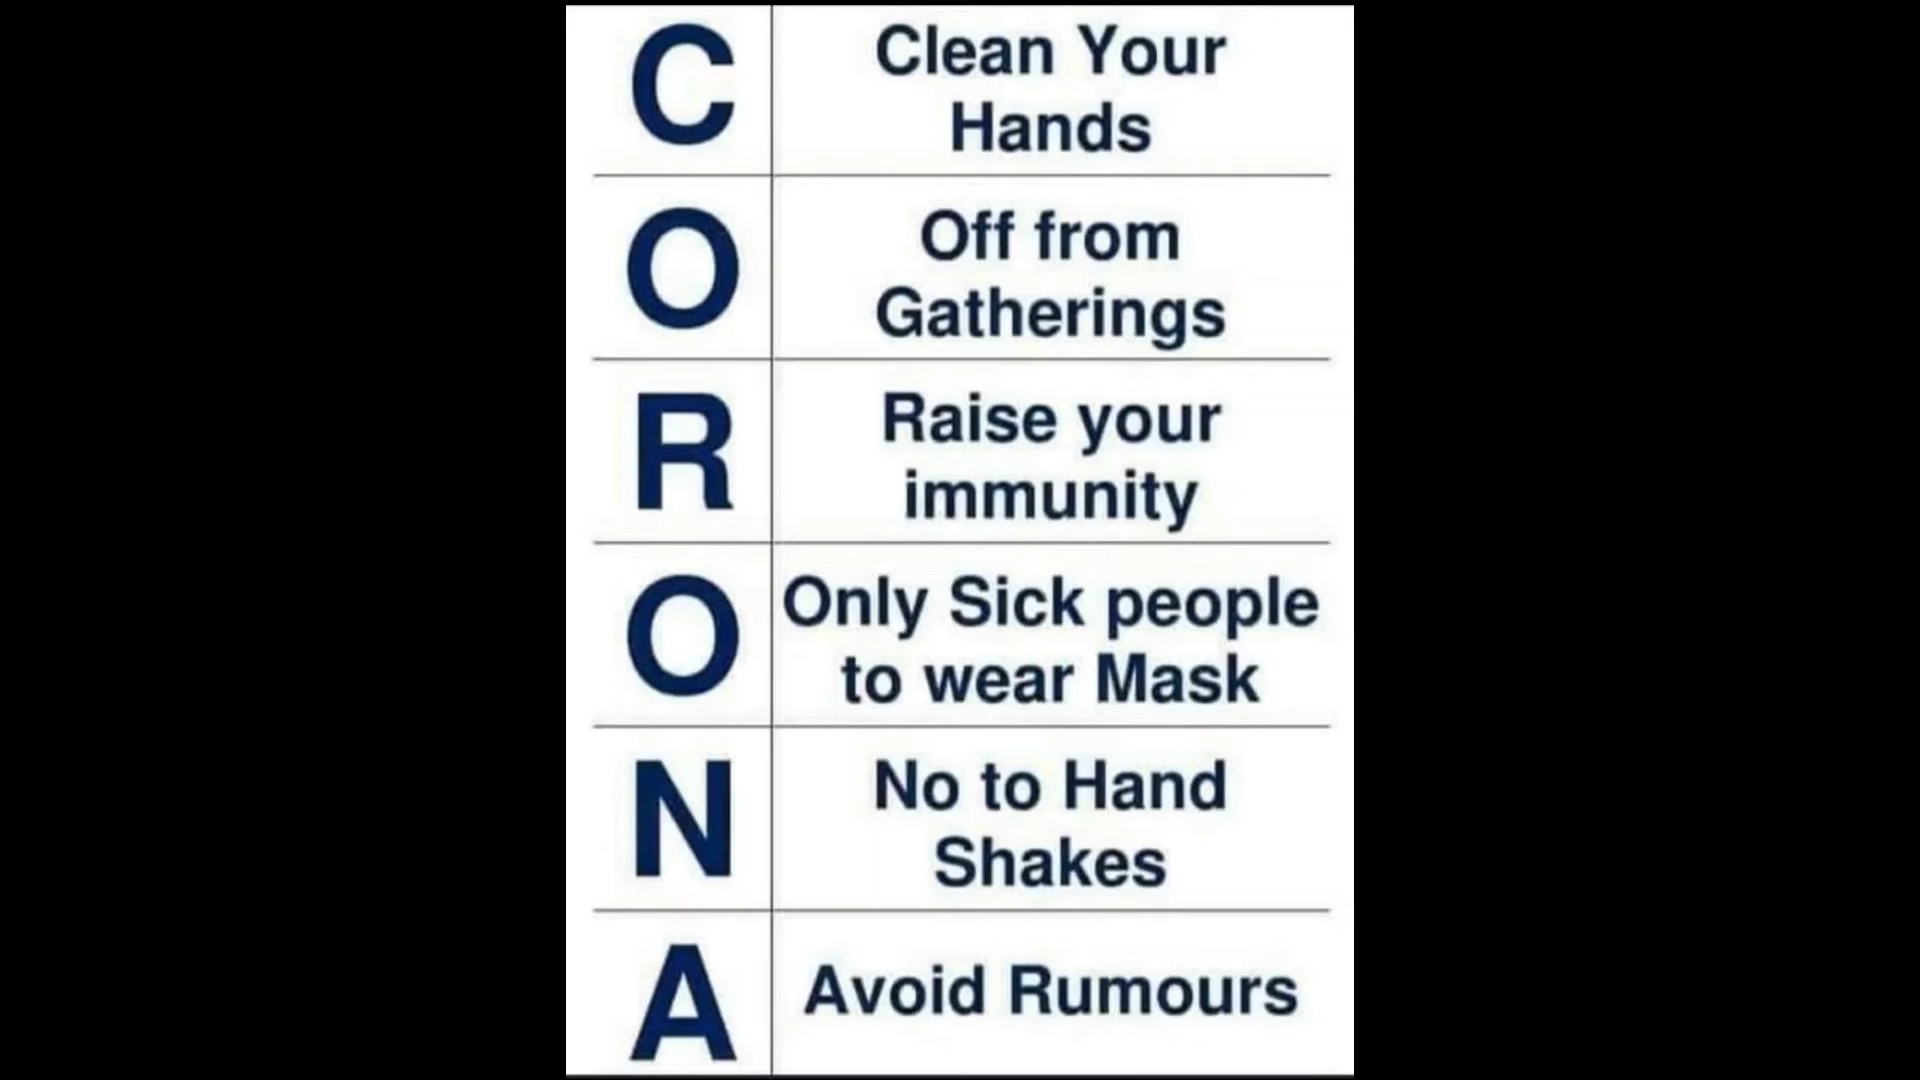 C
Clean Your
Hands
O
Off from
Gatherings
R
Raise your
immunity
O
Only Sick people
to wear Mask
N
No to Hand
Shakes
A
Avoid Rumours